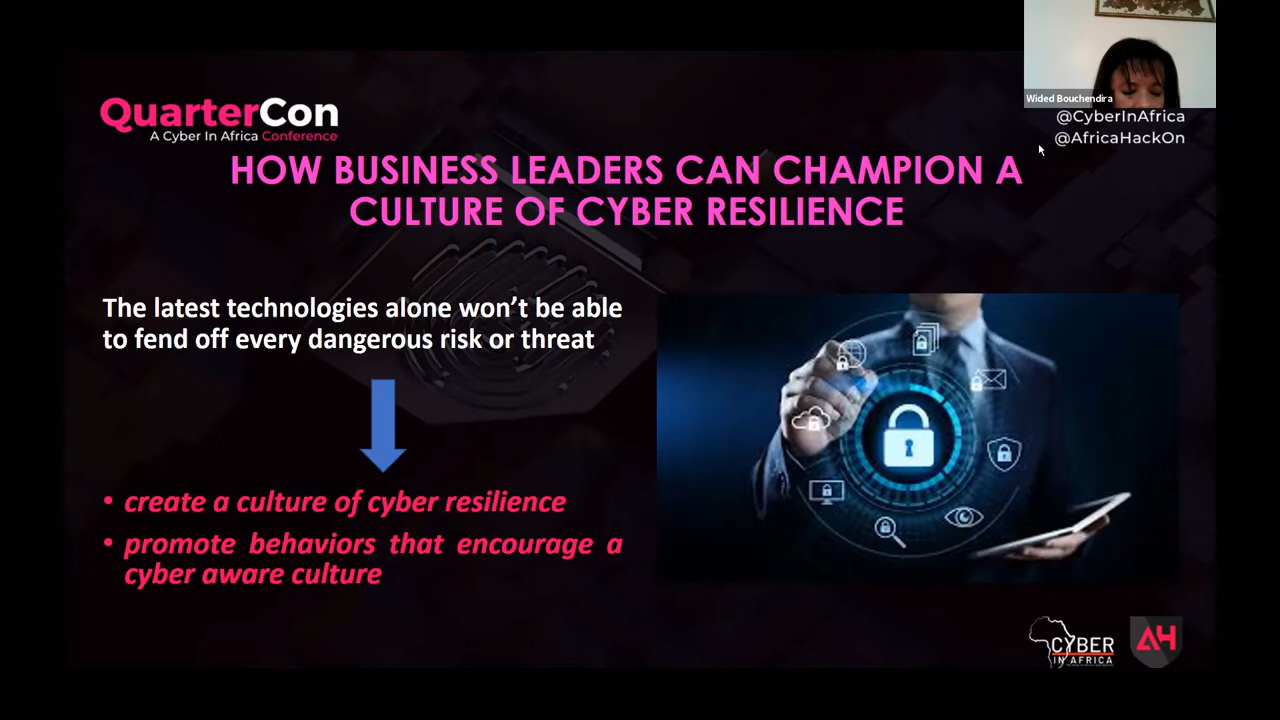 QuarterCon
A Cyber In Africa Conference
Wided Bouchendira
@CyberInAfrica
@AfricaHackOn
HOW BUSINESS LEADERS CAN CHAMPION A
CULTURE OF CYBER RESILIENCE
The latest technologies alone won’t be able
to fend off every dangerous risk or threat
• create a culture of cyber resilience
• promote behaviors that encourage a
cyber aware culture
CYBER
IN AFRICA
AH